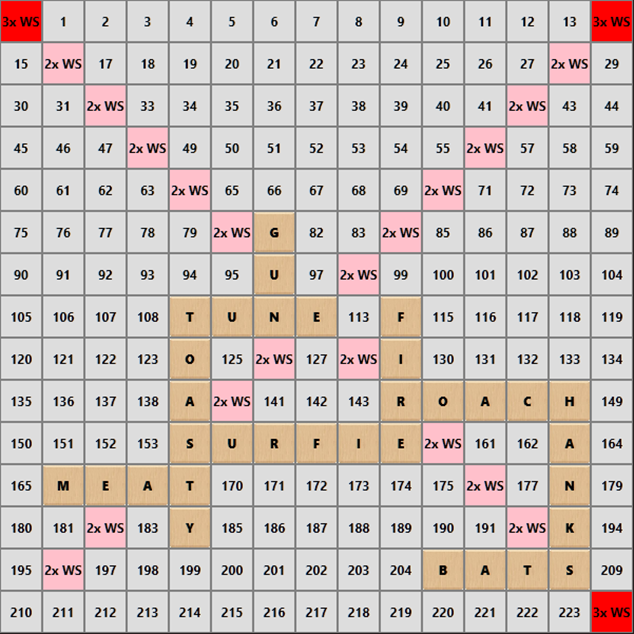 3x WS 1 2 3 4 5 6 7 8 9 10 11 12 13 3x WS
15 2x WS 17 18 19 20 21 22 23 24 25 26 27 2x WS 29
30 31 2x WS 33 34 35 36 37 38 39 40 41 2x WS 43 44
45 46 47 2x WS 49 50 51 52 53 54 55 2x WS 57 58 59
60 61 62 63 2x WS 65 66 67 68 69 2x WS 71 72 73 74
75 76 77 78 79 2x WS G 82 83 2x WS 85 86 87 88 89
90 91 92 93 94 95 U 97 2x WS 99 100 101 102 103 104
105 106 107 108 T U N E 113 F 115 116 117 118 119
120 121 122 123 O 125 2x WS 127 2x WS I 130 131 132 133 134
135 136 137 138 A 2x WS 141 142 143 R O A C H 149
150 151 152 153 S U R F I E 2x WS 161 162 A 164
165 M E A T 170 171 172 173 174 175 2x WS 177 N 179
180 181 2x WS 183 Y 185 186 187 188 189 190 191 2x WS K 194
195 2x WS 197 198 199 200 201 202 203 204 B A T S 209
210 211 212 213 214 215 216 217 218 219 220 221 222 223 3x WS